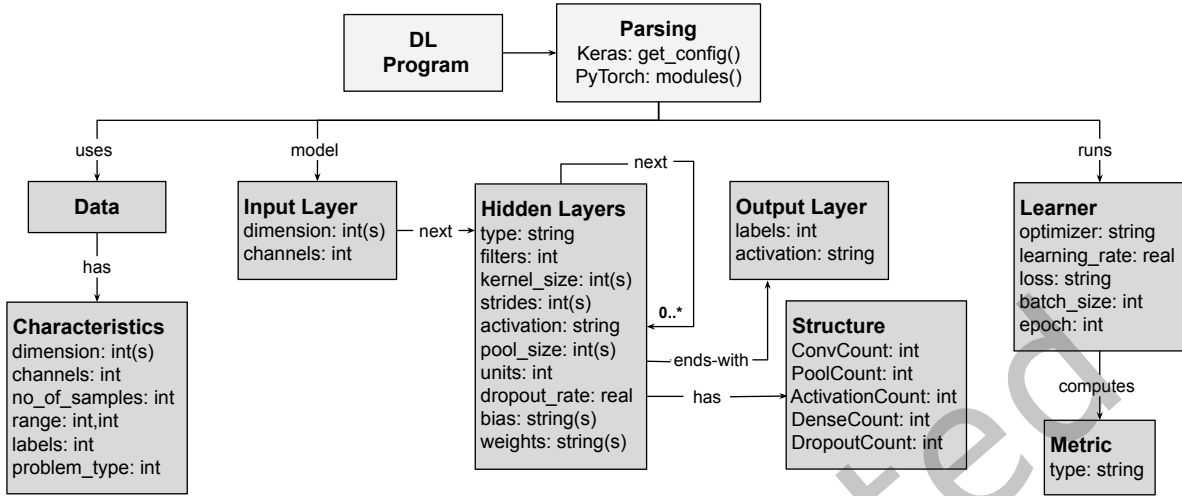 DL
Program
Parsing
Keras: get_config()
PyTorch: modules()
uses
model
runs
Data
has
Characteristics
dimension: int(s)
channels: int
no_of_samples: int
range: int,int
labels: int
problem_type: int
Input Layer
dimension: int(s)
channels: int
next
next
Hidden Layers
type: string
filters: int
kernel_size: int(s)
strides: int(s)
activation: string
pool_size: int(s)
units: int
dropout_rate: real
bias: string(s)
weights: string(s)
0..*
ends-with
has
Output Layer
labels: int
activation: string
Structure
ConvCount: int
PoolCount: int
ActivationCount: int
DenseCount: int
DropoutCount: int
Learner
optimizer: string
learning_rate: real
loss: string
batch_size: int
epoch: int
computes
Metric
type: string